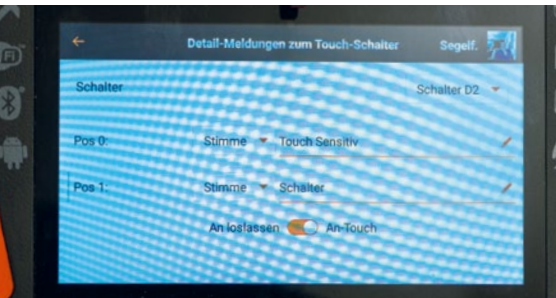 Detail-Meldungen zum Touch-Schalter Segelf.
Schalter Schalter D2
Pos 0: Stimme Touch Sensitiv
Pos 1: Stimme Schalter
An loslassen An-Touch